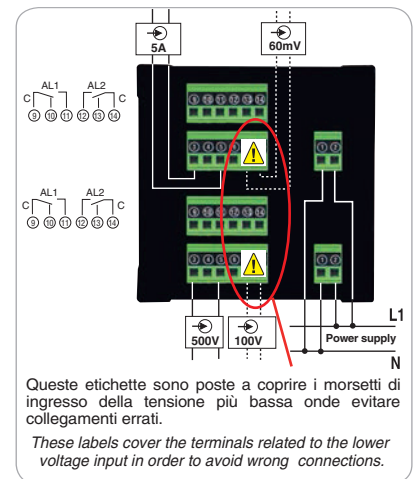 5A
60mV
AL1 AL2
C C
9 10 11 12 13 14
AL1 AL2
C C
9 10 11 12 13 14
500V
100V
L1
Power supply
N
Queste etichette sono poste a coprire i morsetti di
ingresso della tensione più bassa onde evitare
collegamenti errati.
These labels cover the terminals related to the lower
voltage input in order to avoid wrong connections.